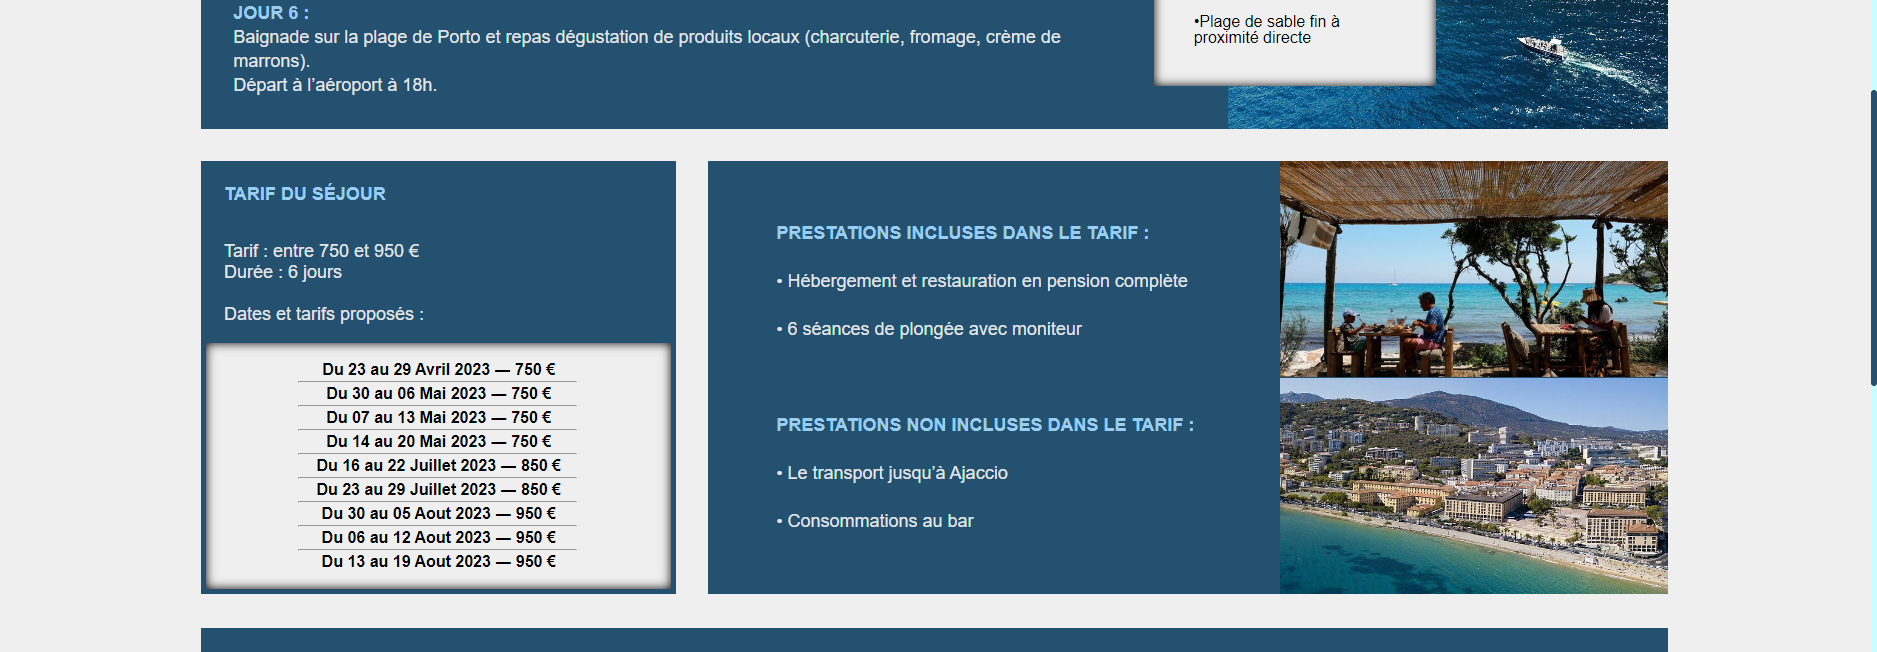 JOUR 6 :
Baignade sur la plage de Porto et repas dégustation de produits locaux (charcuterie, fromage, crème de
marrons).
Départ à l’aéroport à 18h.
•Plage de sable fin à
proximité directe
TARIF DU SÉJOUR
Tarif : entre 750 et 950 €
Durée : 6 jours
Dates et tarifs proposés :
Du 23 au 29 Avril 2023 — 750 €
Du 30 au 06 Mai 2023 — 750 €
Du 07 au 13 Mai 2023 — 750 €
Du 14 au 20 Mai 2023 — 750 €
Du 16 au 22 Juillet 2023 — 850 €
Du 23 au 29 Juillet 2023 — 850 €
Du 30 au 05 Aout 2023 — 950 €
Du 06 au 12 Aout 2023 — 950 €
Du 13 au 19 Aout 2023 — 950 €
PRESTATIONS INCLUSES DANS LE TARIF :
• Hébergement et restauration en pension complète
• 6 séances de plongée avec moniteur
PRESTATIONS NON INCLUSES DANS LE TARIF :
• Le transport jusqu’à Ajaccio
• Consommations au bar